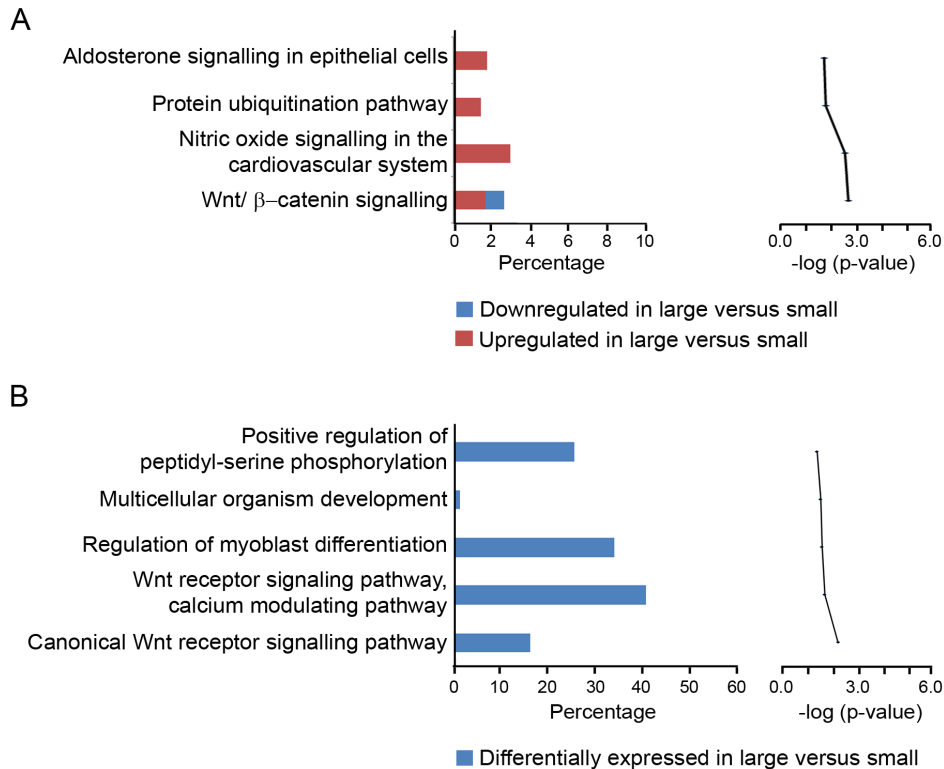 A
Aldosterone signalling in epithelial cells
Protein ubiquitination pathway
Nitric oxide signalling in the
cardiovascular system
Wnt/ β–catenin signalling
0 2 4 6 8 10
Percentage
0.0 3.0 6.0
-log (p-value)
Downregulated in large versus small
Upregulated in large versus small
B
Positive regulation of
peptidyl-serine phosphorylation
Multicellular organism development
Regulation of myoblast differentiation
Wnt receptor signaling pathway,
calcium modulating pathway
Canonical Wnt receptor signalling pathway
0 10 20 30 40 50 60
Percentage
0.0 3.0 6.0
-log (p-value)
Differentially expressed in large versus small